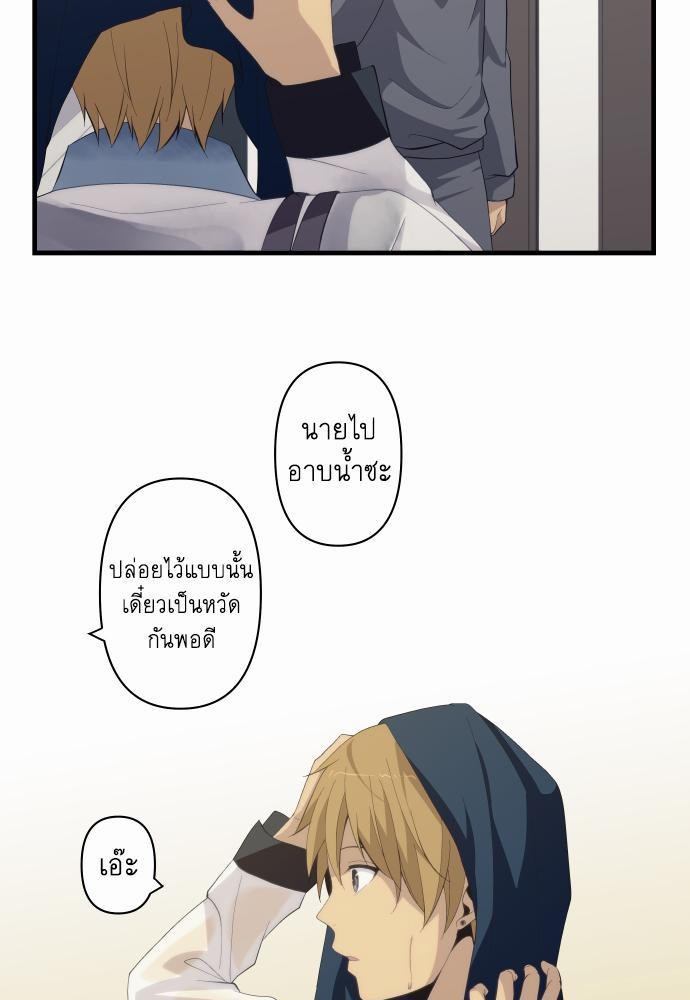 นายไป
อาบน้ำซะ
ปล่อยไว้แบบนั้น
เดี๋ยวเป็นหวัด
กันพอดี
เอ๊ะ